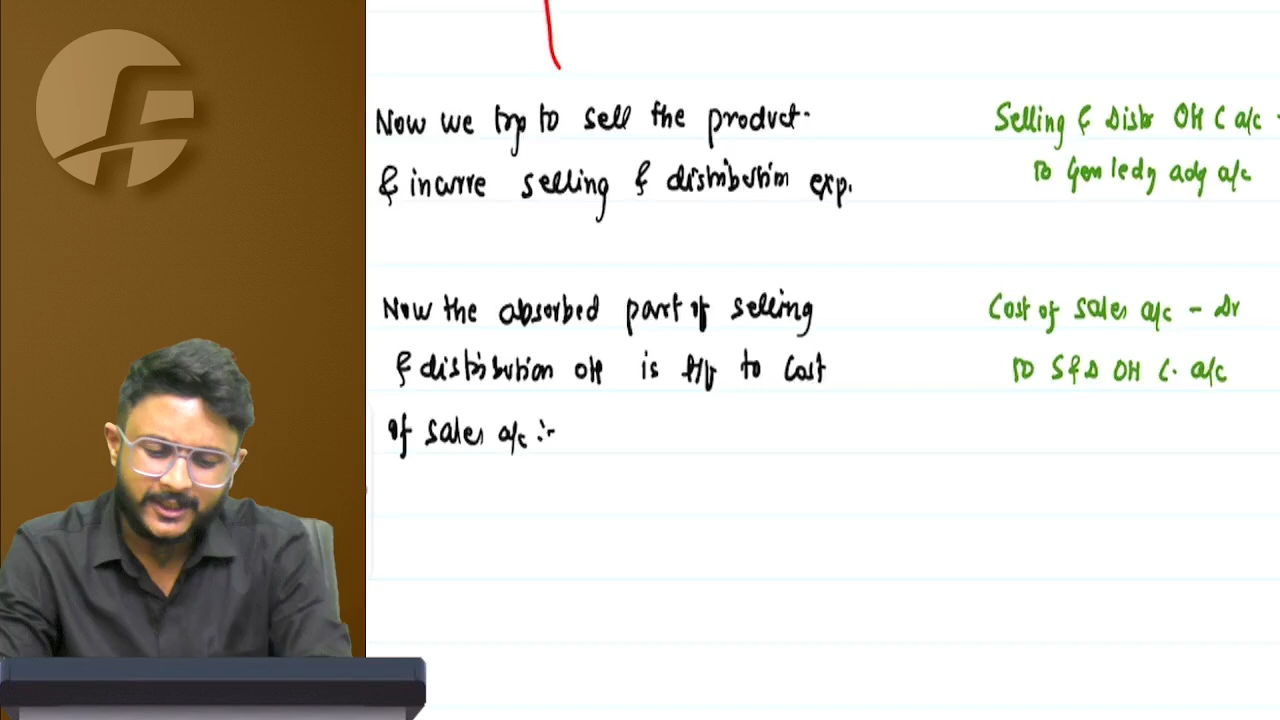 Now we try to sell the product.
& incurre selling & distribution exp.
Selling & Distr OH C a/c -
To Gen ledg adj a/c
Now the absorbed part of selling
& distribution OH is t/f to Cost
of sales a/c :-
Cost of sales a/c - Dr
To S & D OH C. a/c